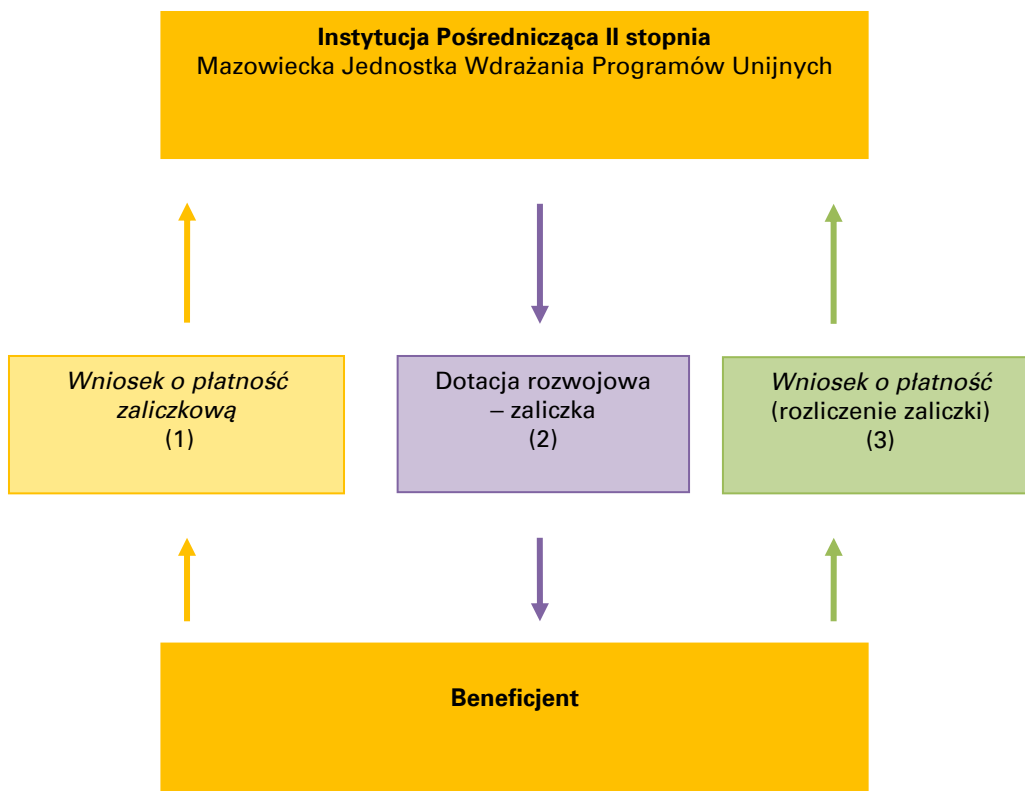 Instytucja Pośrednicząca II stopnia
Mazowiecka Jednostka Wdrażania Programów Unijnych
Wniosek o płatność
zaliczkową
(1)
Dotacja rozwojowa
– zaliczka
(2)
Wniosek o płatność
(rozliczenie zaliczki)
(3)
Beneficjent